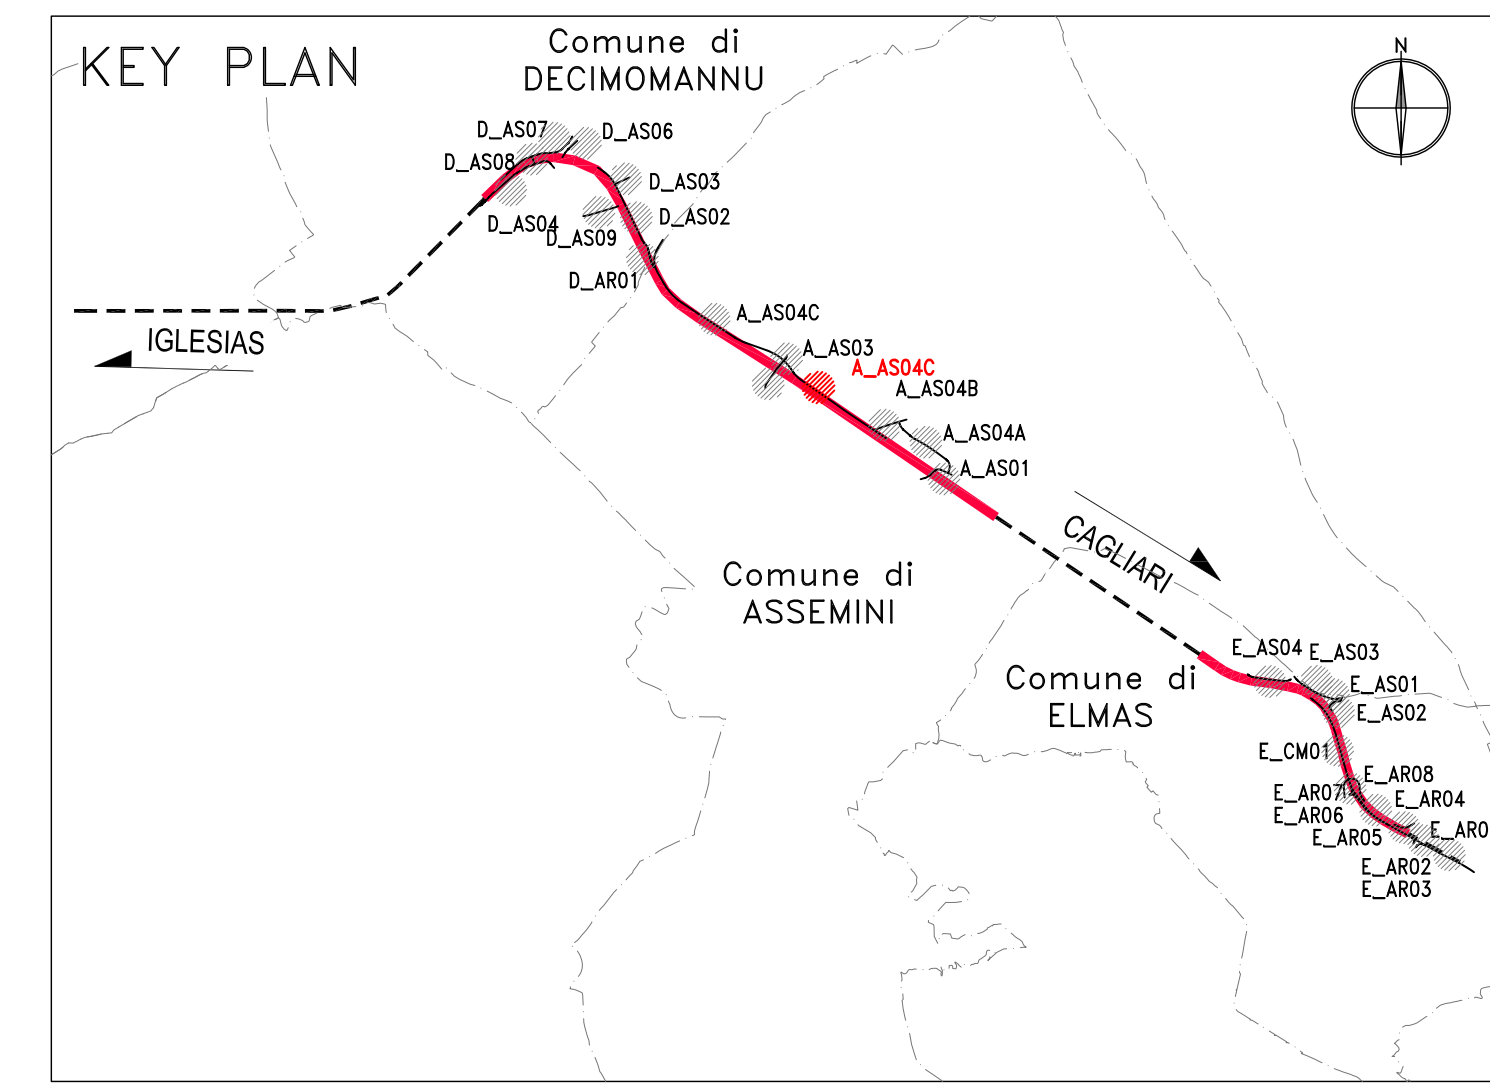 KEY PLAN
Comune di
DECIMOMANNU
N
D_AS07
D_AS06
D_AS08
D_AS03
D_AS04
D_AS02
D_AS09
D_AR01
A_AS04C
IGLESIAS
A_AS03
A_AS04C
A_AS04B
A_AS04A
A_AS01
CAGLIARI
Comune di
ASSEMINI
E_AS04
E_AS03
Comune di
ELMAS
E_AS01
E_AS02
E_CM01
E_AR08
E_AR07
E_AR04
E_AR06
E_AR05
E_AR02
E_AR03